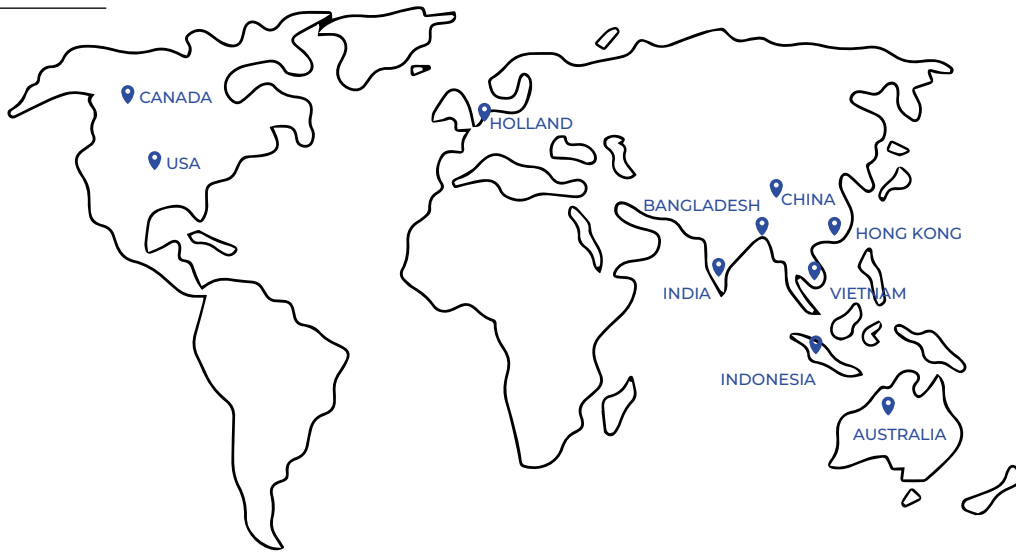 CANADA
HOLLAND
USA
CHINA
BANGLADESH
HONG KONG
INDIA
VIETNAM
INDONESIA
AUSTRALIA